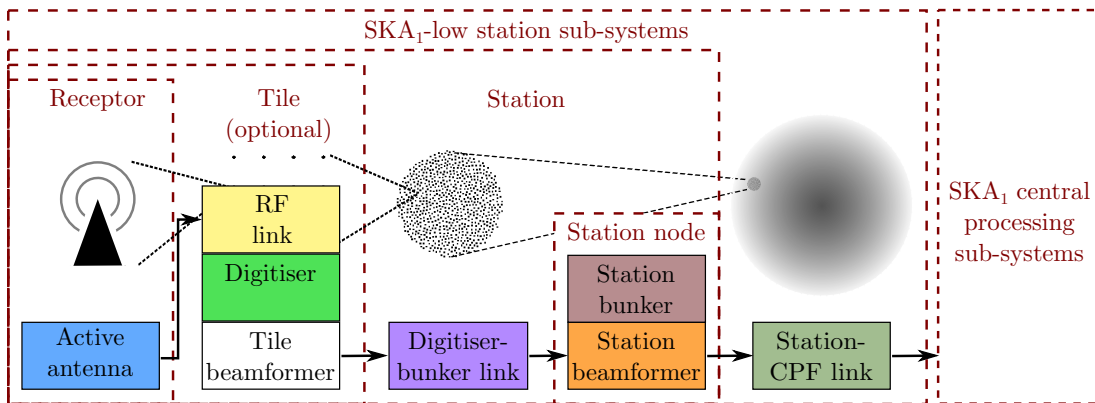 SKA₁-low station sub-systems
Receptor
Tile
(optional)
Station
RF
link
Digitiser
Tile
beamformer
Active
antenna
Digitiser-
bunker link
Station node
Station
bunker
Station
beamformer
Station-
CPF link
SKA₁ central
processing
sub-systems